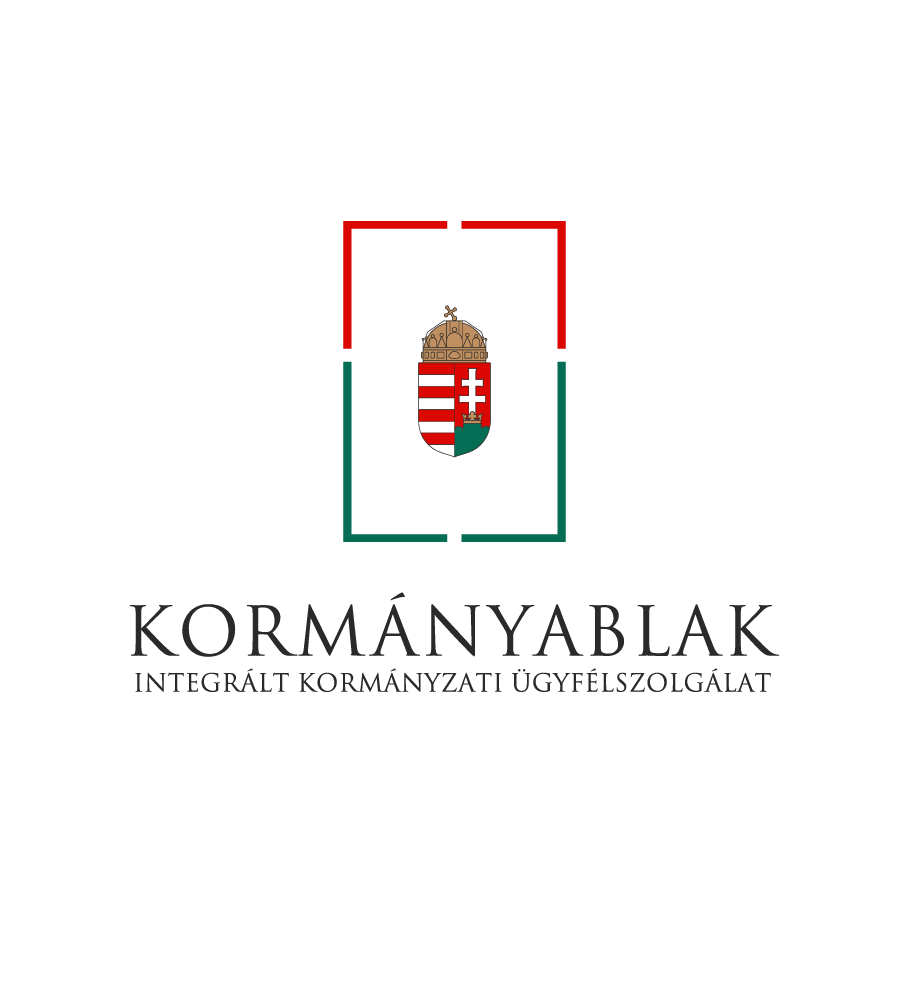 KORMÁNYABLAK
INTEGRÁLT KORMÁNYZATI ÜGYFÉLSZOLGÁLAT